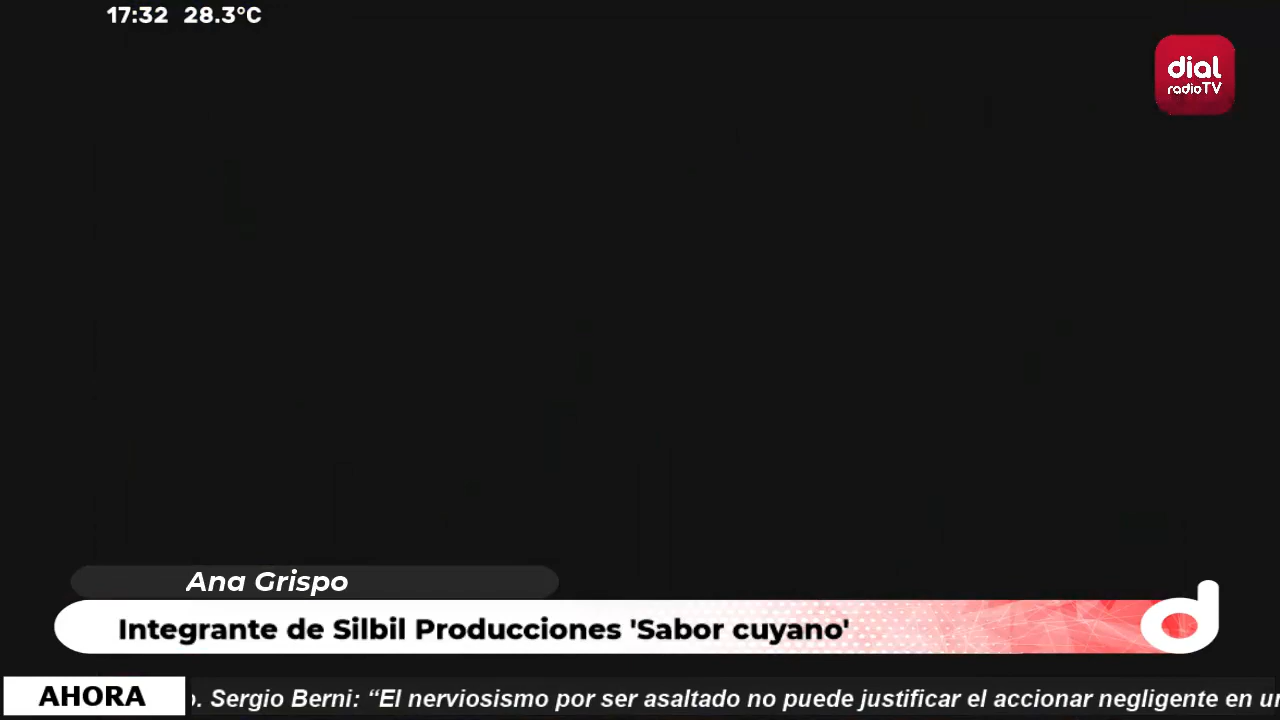 17:32 28.3°C
dial
radioTV
Ana Grispo
Integrante de Silbil Producciones 'Sabor cuyano'
AHORA
. Sergio Berni: “El nerviosismo por ser asaltado no puede justificar el accionar negligente en